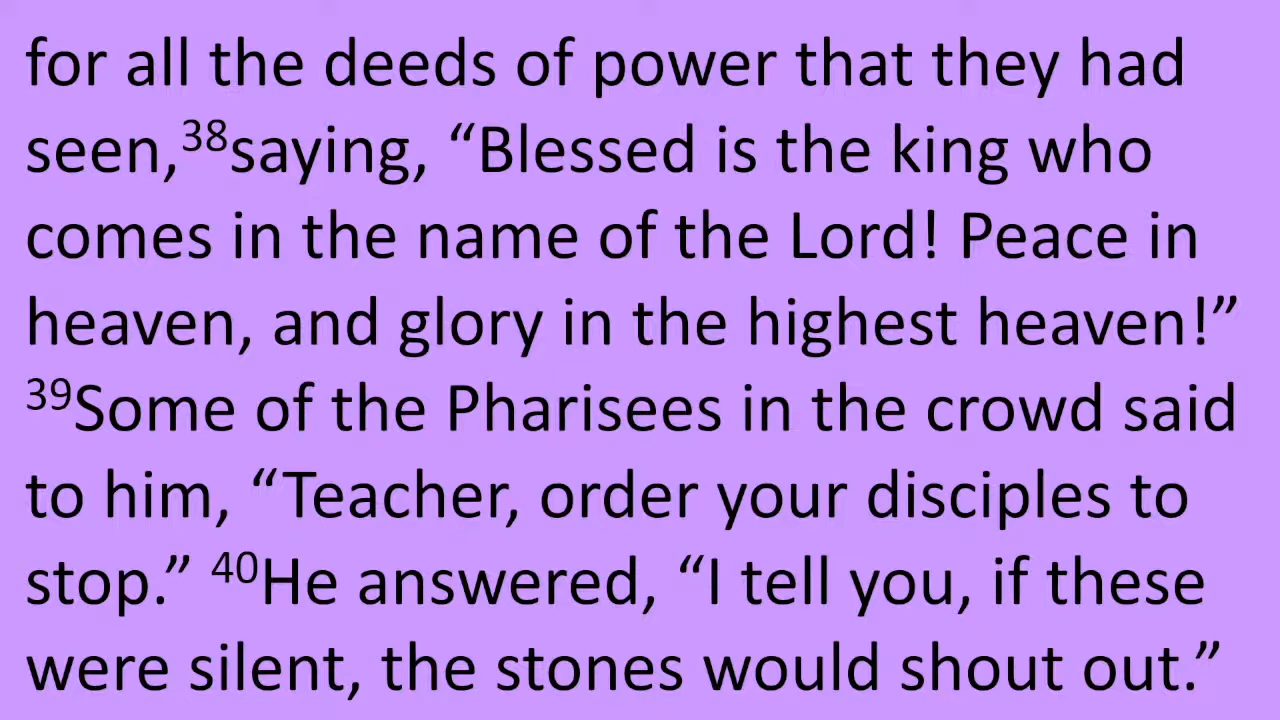 for all the deeds of power that they had
seen,³⁸saying, “Blessed is the king who
comes in the name of the Lord! Peace in
heaven, and glory in the highest heaven!”
³⁹Some of the Pharisees in the crowd said
to him, “Teacher, order your disciples to
stop.” ⁴⁰He answered, “I tell you, if these
were silent, the stones would shout out.”